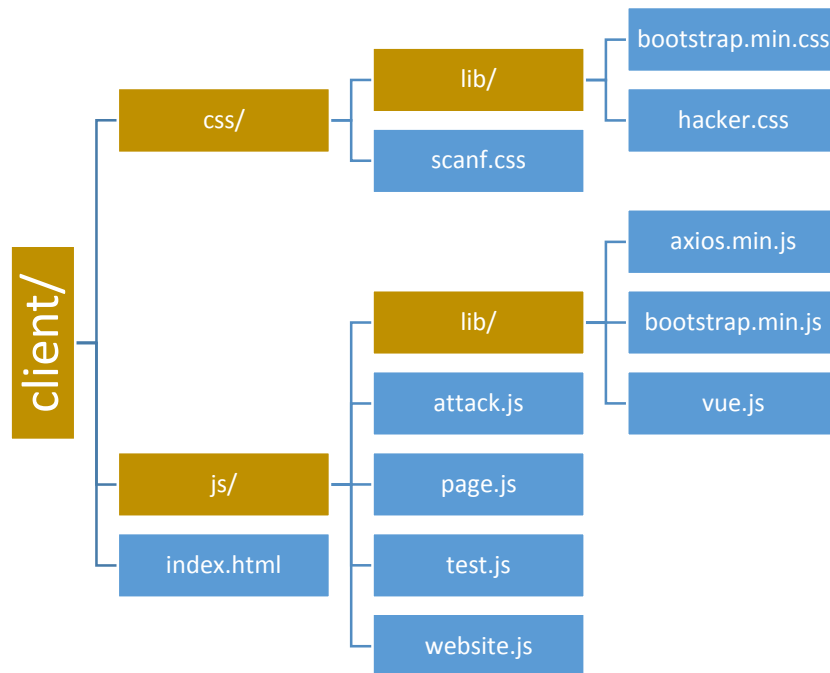 client/
css/
lib/
bootstrap.min.css
hacker.css
scanf.css
js/
lib/
axios.min.js
bootstrap.min.js
vue.js
attack.js
page.js
test.js
website.js
index.html